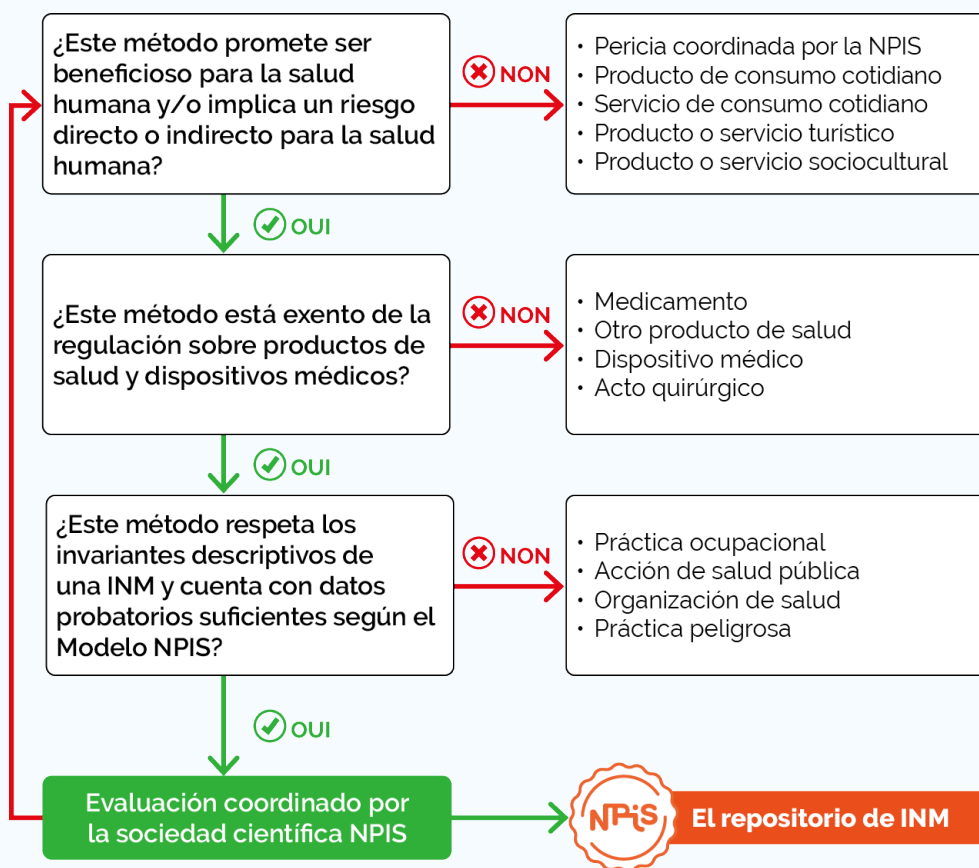 ¿Este método promete ser
beneficioso para la salud
humana y/o implica un riesgo
directo o indirecto para la salud
humana?
NON
• Pericia coordinada por la NPIS
• Producto de consumo cotidiano
• Servicio de consumo cotidiano
• Producto o servicio turístico
• Producto o servicio sociocultural
OUI
¿Este método está exento de la
regulación sobre productos de
salud y dispositivos médicos?
NON
• Medicamento
• Otro producto de salud
• Dispositivo médico
• Acto quirúrgico
OUI
¿Este método respeta los
invariantes descriptivos de
una INM y cuenta con datos
probatorios suficientes según el
Modelo NPIS?
NON
• Práctica ocupacional
• Acción de salud pública
• Organización de salud
• Práctica peligrosa
OUI
Evaluación coordinado por
la sociedad científica NPIS
NPIS
El repositorio de INM